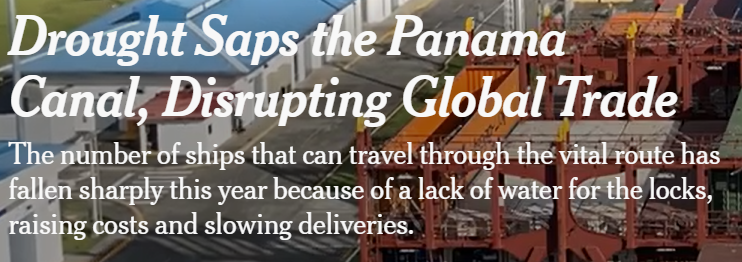 Drought Saps the Panama
Canal, Disrupting Global Trade
The number of ships that can travel through the vital route has
fallen sharply this year because of a lack of water for the locks,
raising costs and slowing deliveries.